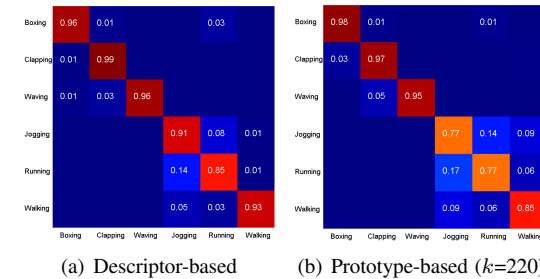 Boxing 0.96 0.01 0.03
Clapping 0.01 0.99
Waving 0.01 0.03 0.96
Jogging 0.91 0.08 0.01
Running 0.14 0.85 0.01
Walking 0.05 0.03 0.93
Boxing Clapping Waving Jogging Running Walking
(a) Descriptor-based
Boxing 0.98 0.01 0.01
Clapping 0.03 0.97
Waving 0.05 0.95
Jogging 0.77 0.14 0.09
Running 0.17 0.77 0.06
Walking 0.09 0.06 0.85
Boxing Clapping Waving Jogging Running Walking
(b) Prototype-based (k=220)